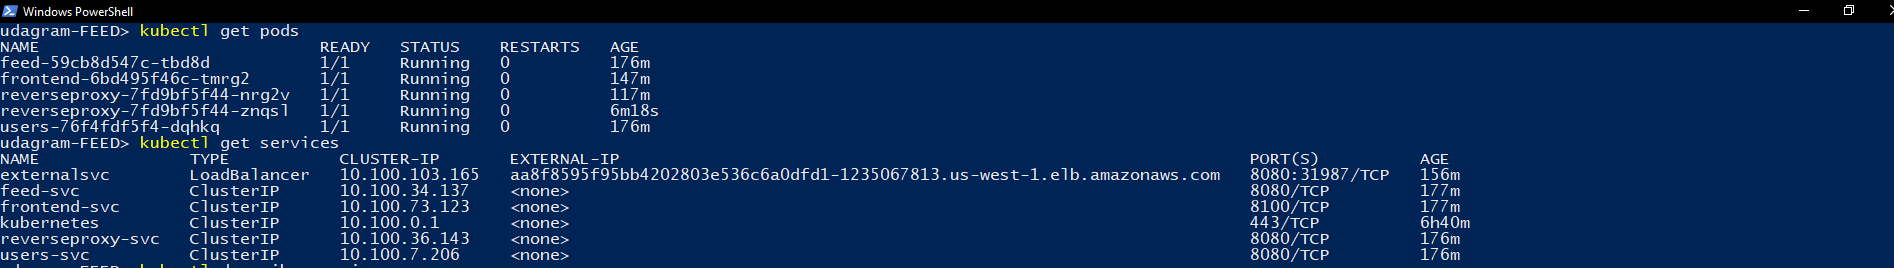 Windows PowerShell
udagram-FEED> kubectl get pods
NAME READY STATUS RESTARTS AGE
feed-59cb8d547c-tbd8d 1/1 Running 0 176m
frontend-6bd495f46c-tmrg2 1/1 Running 0 147m
reverseproxy-7fd9bf5f44-nrg2v 1/1 Running 0 117m
reverseproxy-7fd9bf5f44-znqsl 1/1 Running 0 6m18s
users-76f4fdf5f4-dqhkq 1/1 Running 0 176m
udagram-FEED> kubectl get services
NAME TYPE CLUSTER-IP EXTERNAL-IP PORT(S) AGE
externalsvc LoadBalancer 10.100.103.165 aa8f8595f95bb4202803e536c6a0dfd1-1235067813.us-west-1.elb.amazonaws.com 8080:31987/TCP 156m
feed-svc ClusterIP 10.100.34.137 <none> 8080/TCP 177m
frontend-svc ClusterIP 10.100.73.123 <none> 8100/TCP 177m
kubernetes ClusterIP 10.100.0.1 <none> 443/TCP 6h40m
reverseproxy-svc ClusterIP 10.100.36.143 <none> 8080/TCP 176m
users-svc ClusterIP 10.100.7.206 <none> 8080/TCP 176m